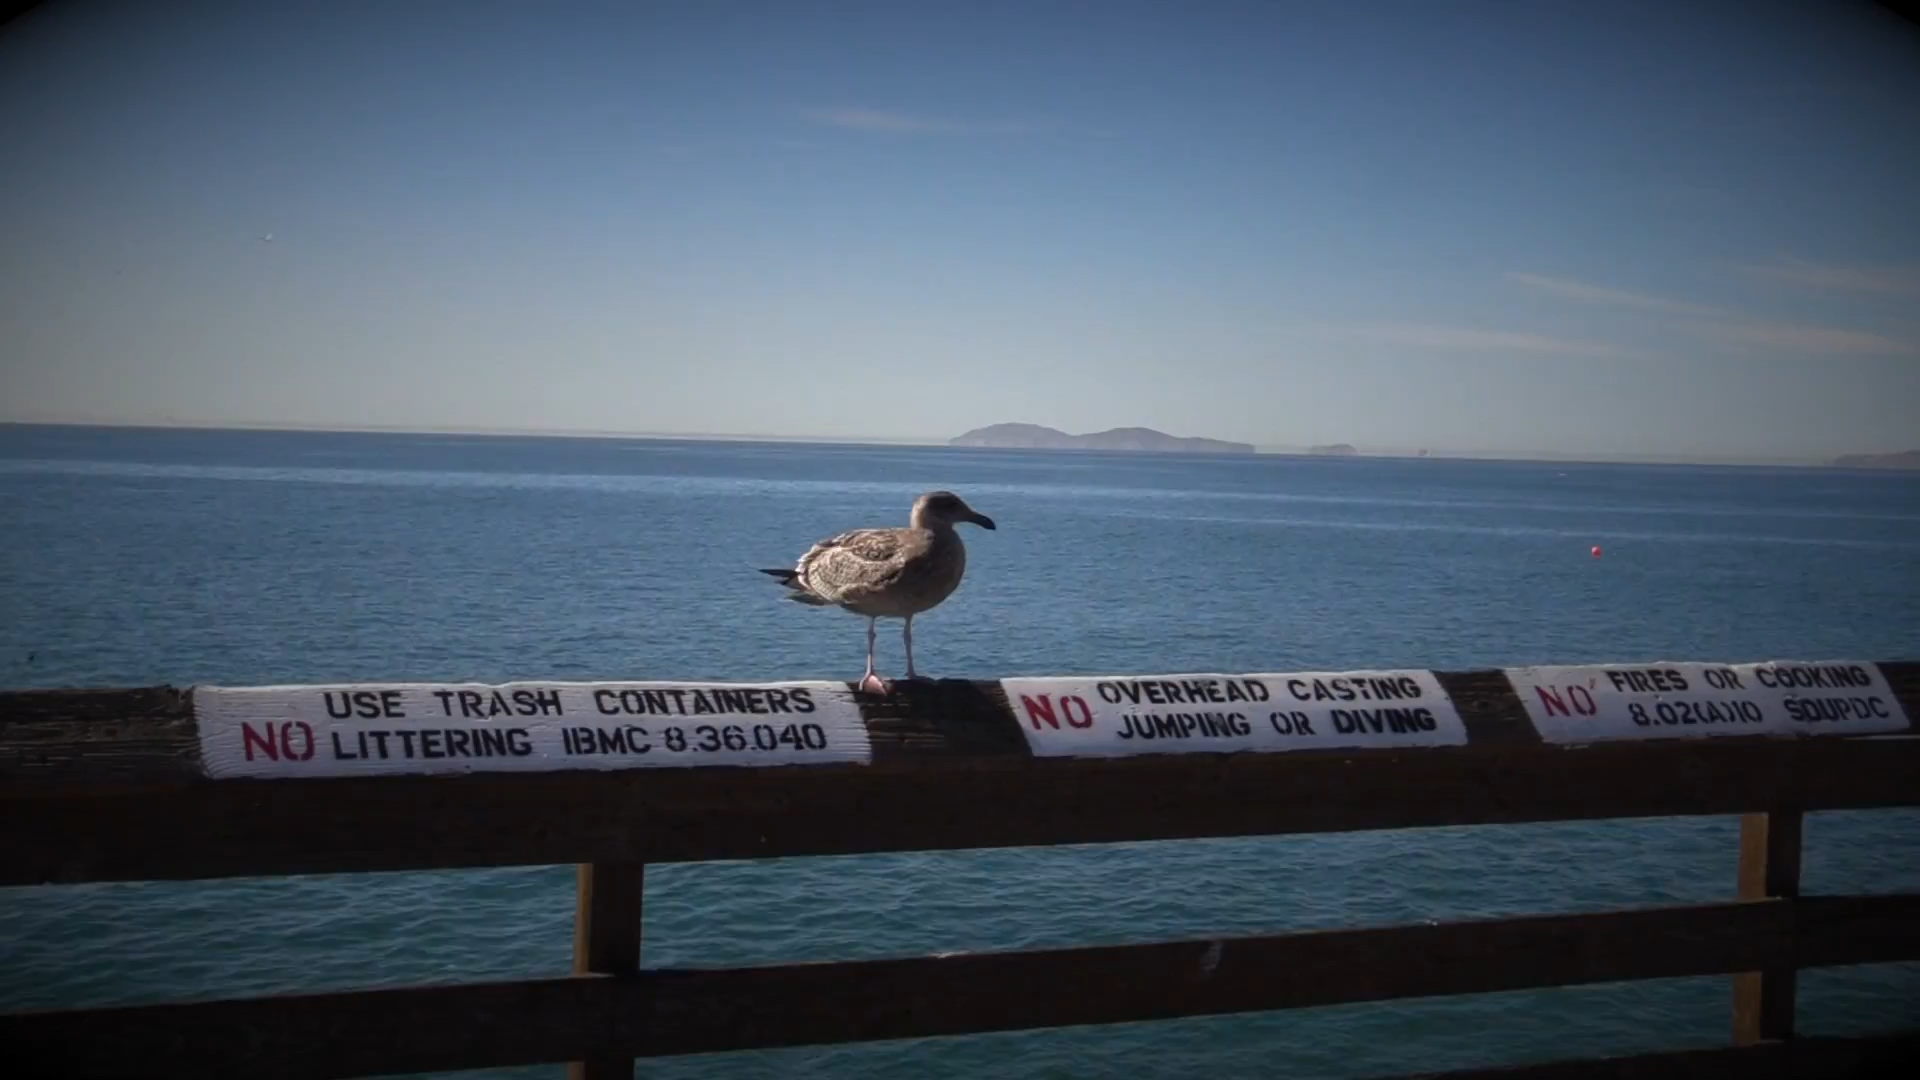 USE TRASH CONTAINERS
NO LITTERING IBMC 8.36.040
NO OVERHEAD CASTING
JUMPING OR DIVING
NO FIRES OR COOKING
8.02(A)10 SDUPDC